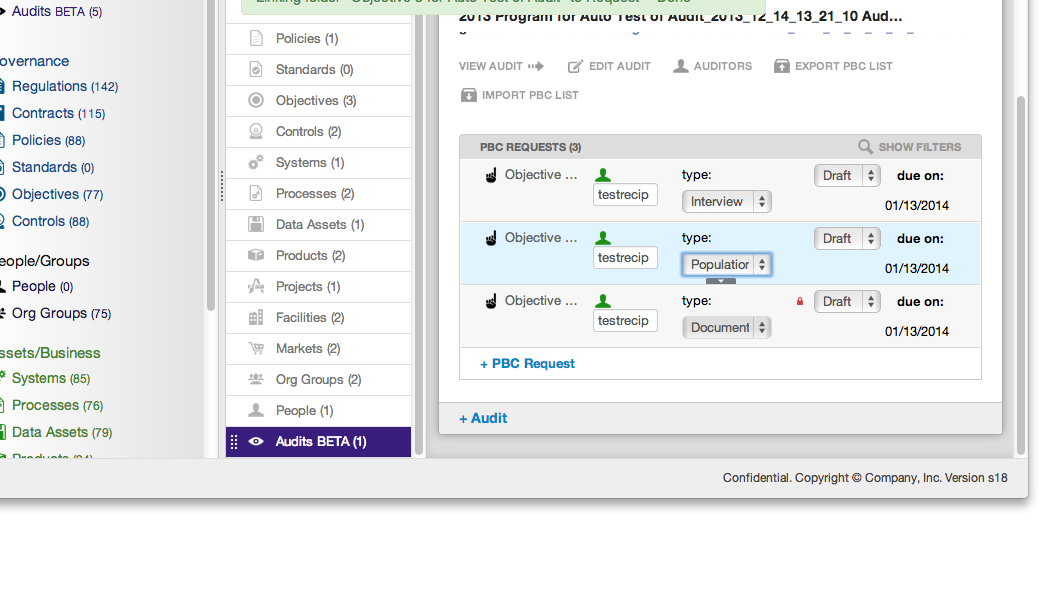 Audits BETA (5)
overnance
Regulations (142)
Contracts (115)
Policies (88)
Standards (0)
Objectives (77)
Controls (88)
eople/Groups
People (0)
Org Groups (75)
ssets/Business
Systems (85)
Processes (76)
Data Assets (79)
Policies (1)
Standards (0)
Objectives (3)
Controls (2)
Systems (1)
Processes (2)
Data Assets (1)
Products (2)
Projects (1)
Facilities (2)
Markets (2)
Org Groups (2)
People (1)
Audits BETA (1)
2013 Program for Auto Test of Audit_2013_12_14_13_21_10 Aud...
VIEW AUDIT EDIT AUDIT AUDITORS EXPORT PBC LIST
IMPORT PBC LIST
PBC REQUESTS (3) SHOW FILTERS
Objective ... type: Draft due on:
testrecip Interview 01/13/2014
Objective ... type: Draft due on:
testrecip Population 01/13/2014
Objective ... type: Draft due on:
testrecip Document 01/13/2014
+ PBC Request
+ Audit
Confidential. Copyright © Company, Inc. Version s18